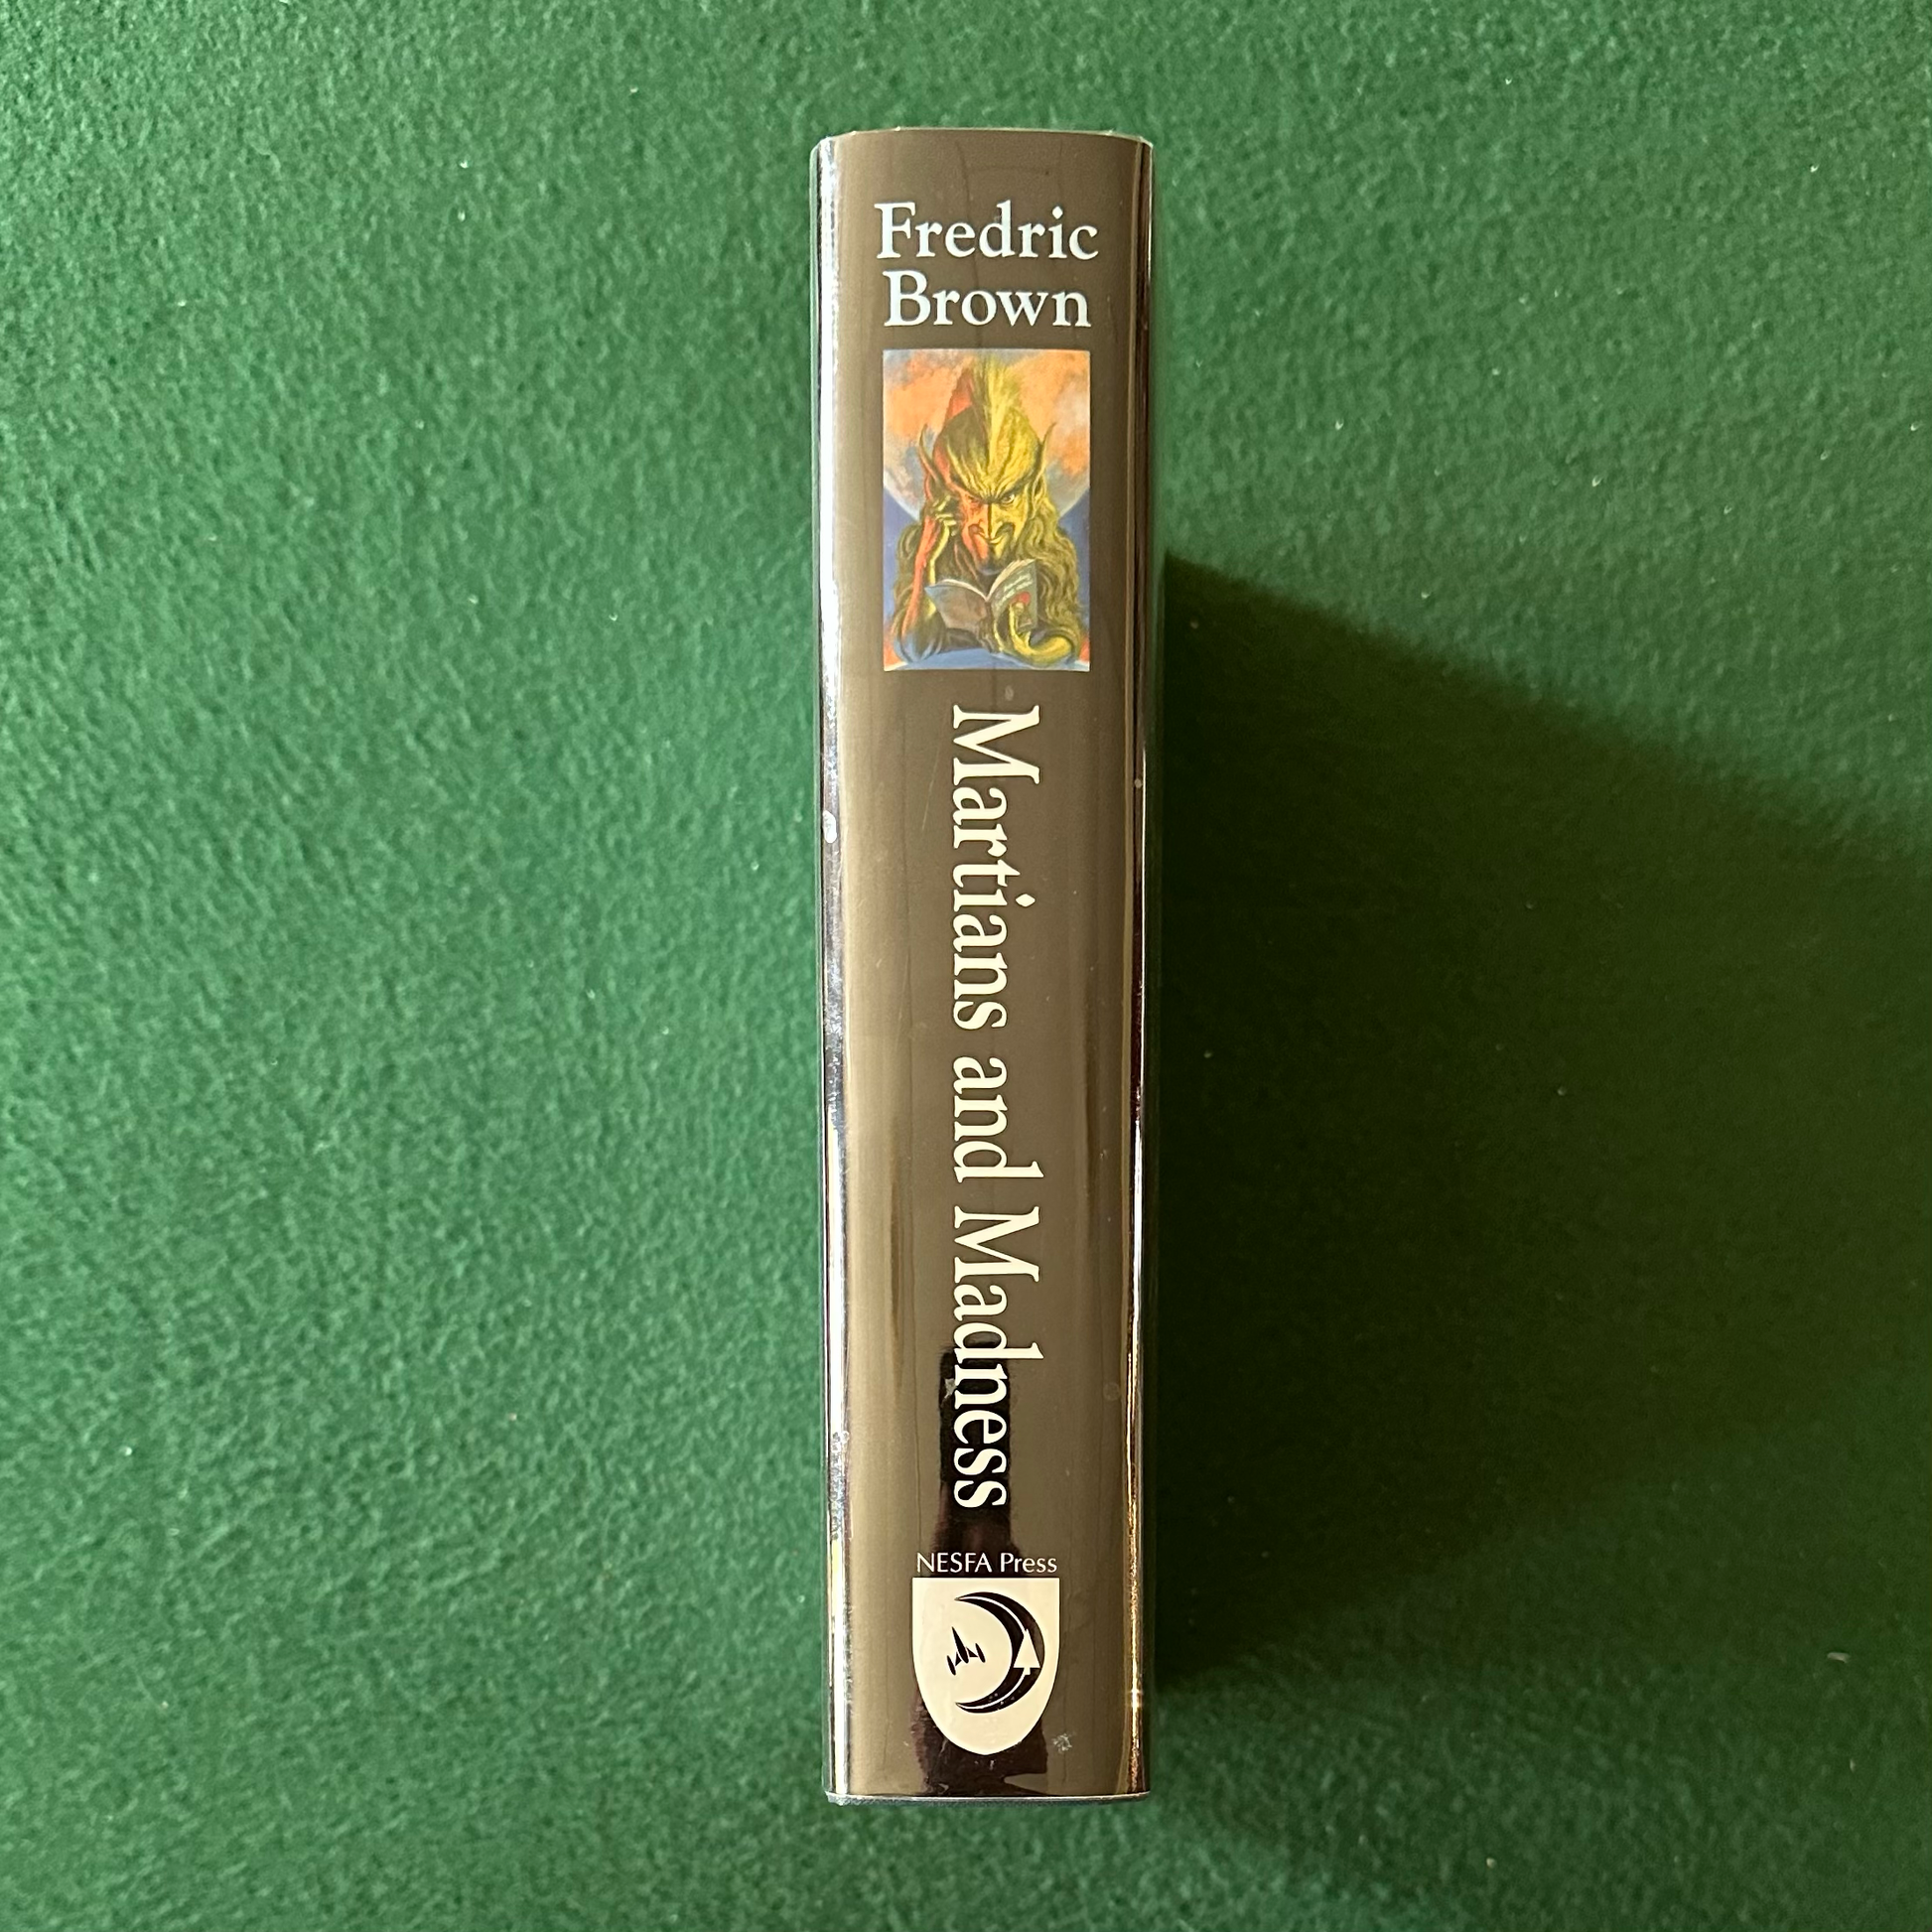 Fredric
Brown
Martians and Madness
NESFA Press